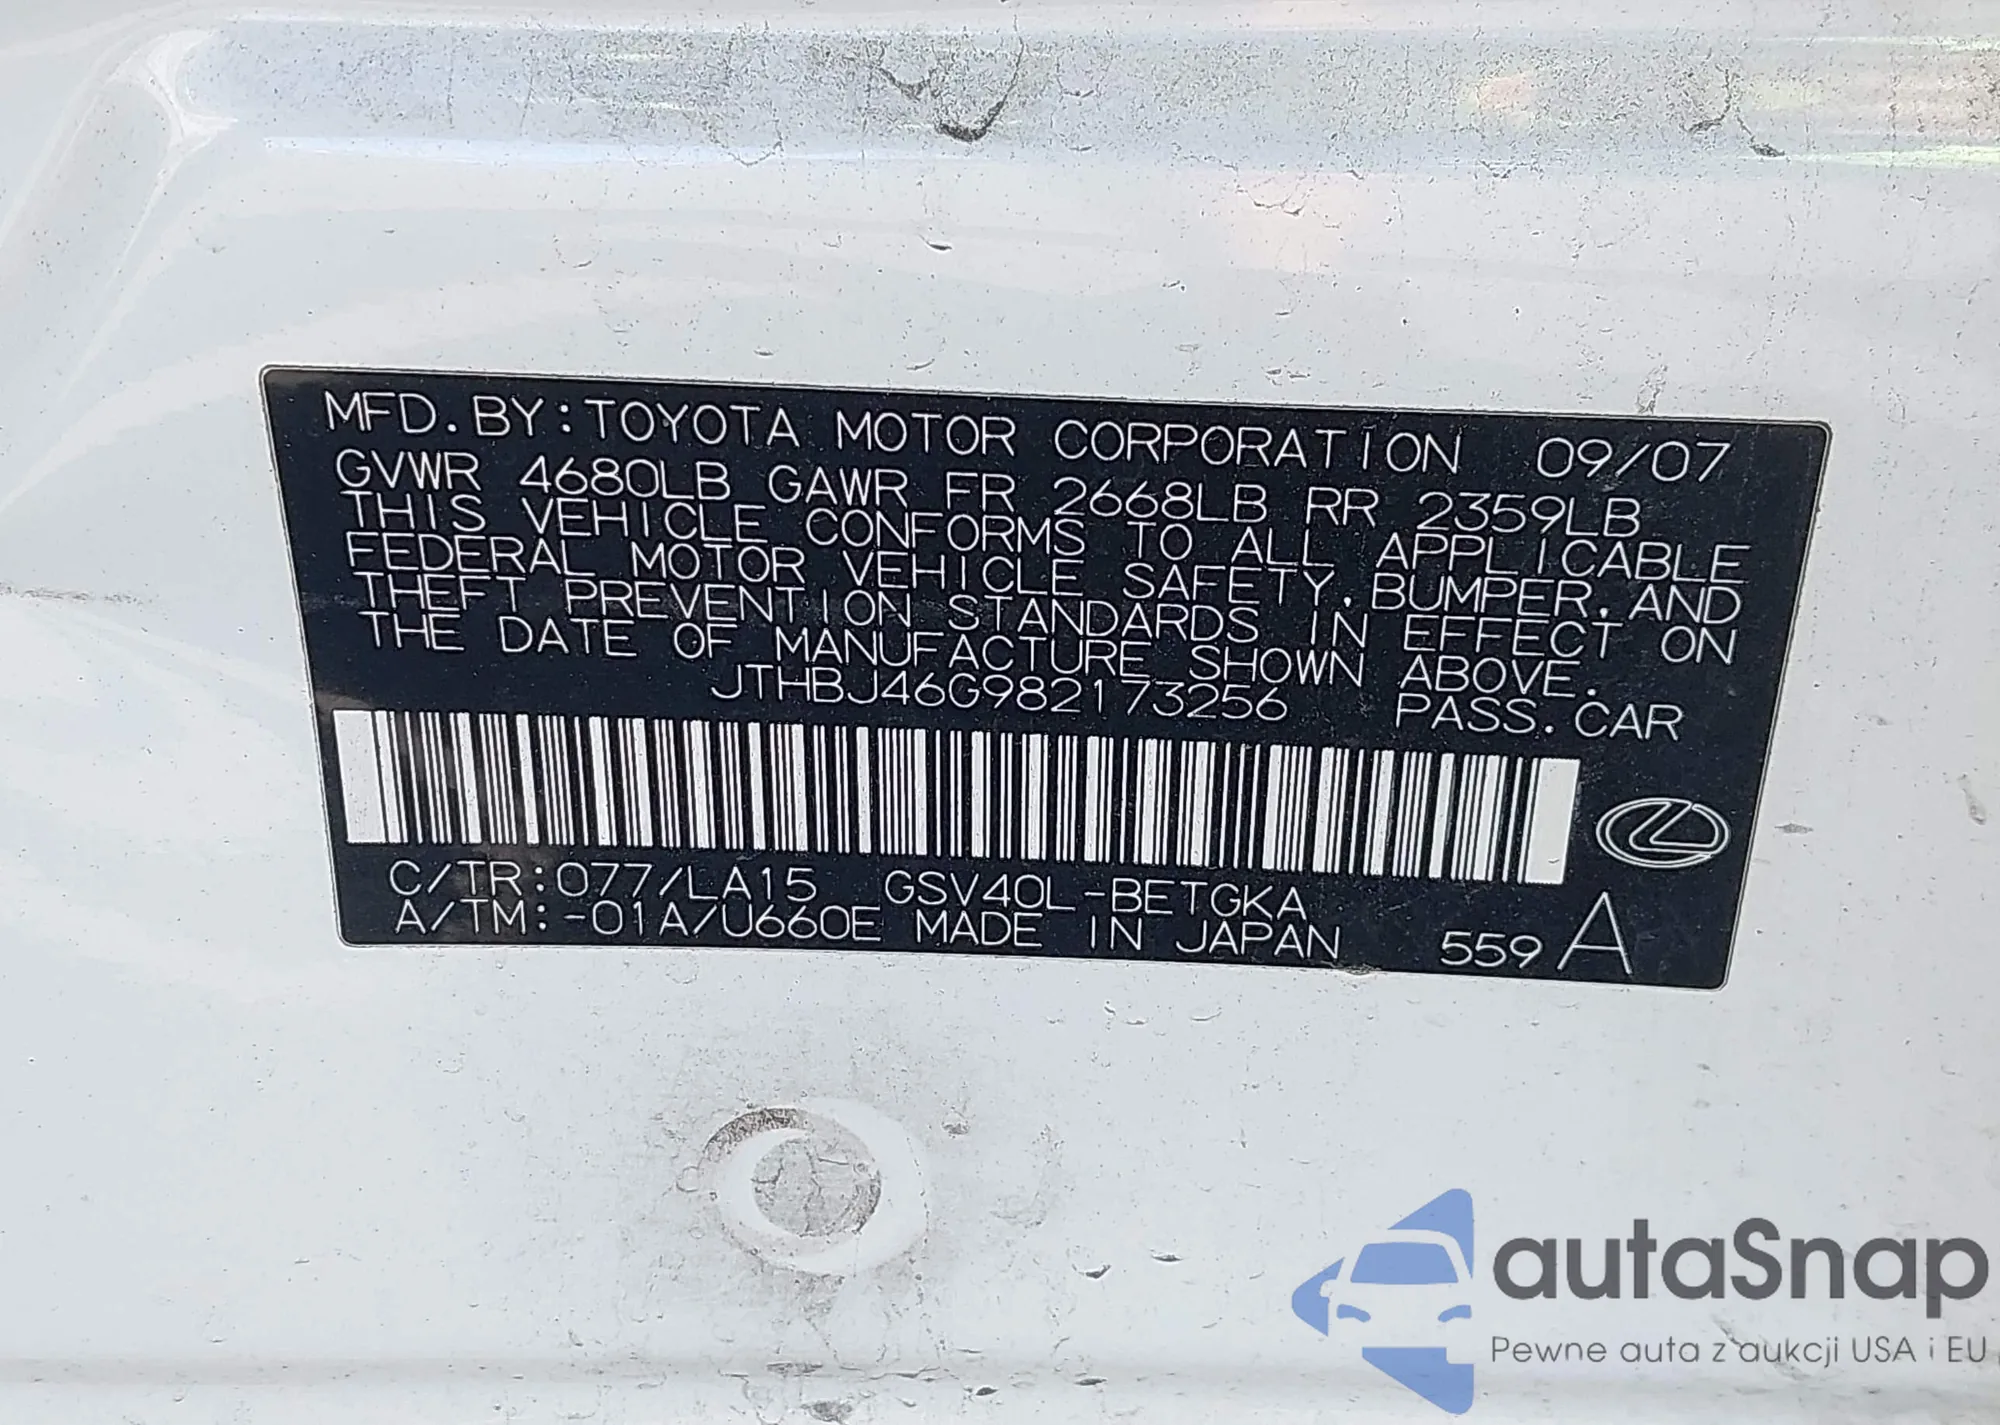 MFD. BY: TOYOTA MOTOR CORPORATION 09/07
GVWR 4680LB GAWR FR 2668LB RR 2359LB
THIS VEHICLE CONFORMS TO ALL APPLICABLE
FEDERAL MOTOR VEHICLE SAFETY, BUMPER, AND
THEFT PREVENTION STANDARDS IN EFFECT ON
THE DATE OF MANUFACTURE SHOWN ABOVE.
JTHBJ46G982173256 PASS. CAR
C/TR: 077/LA15 GSV40L-BETGKA
A/TM: -01A/U660E MADE IN JAPAN 559 A
autaSnap
Pewne auta z aukcji USA i EU